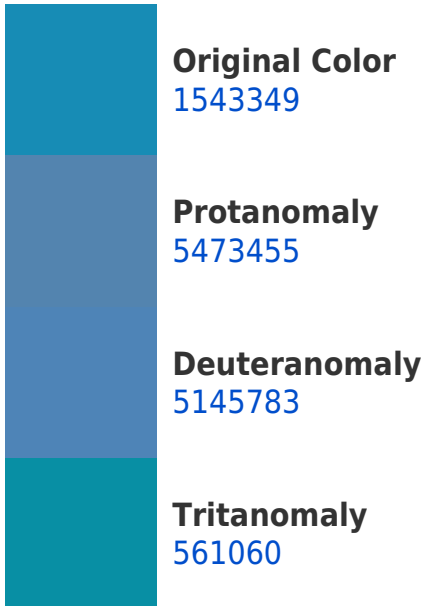 Original Color
1543349
Protanomaly
5473455
Deuteranomaly
5145783
Tritanomaly
561060